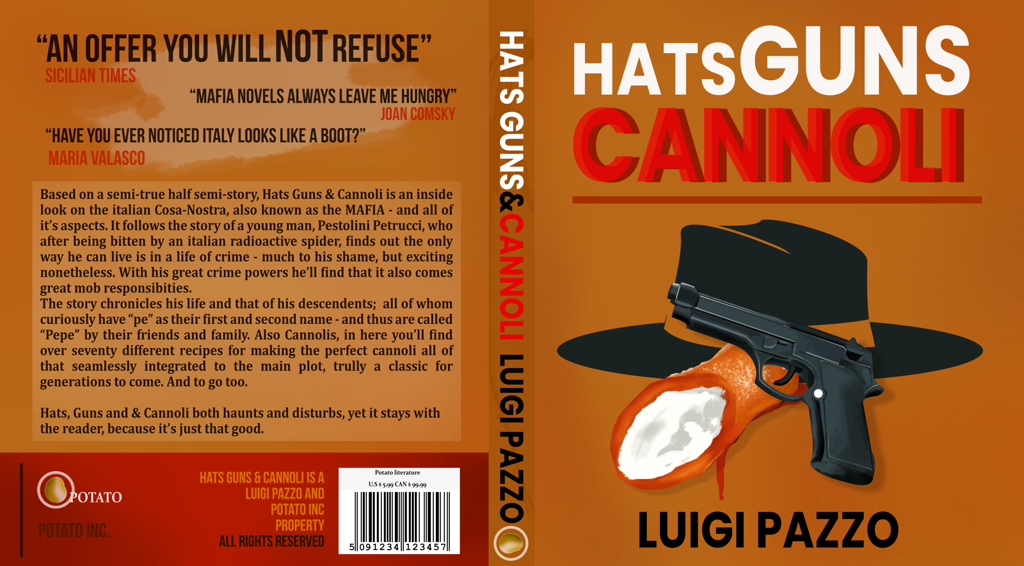 “AN OFFER YOU WILL NOT REFUSE”
SICILIAN TIMES
“MAFIA NOVELS ALWAYS LEAVE ME HUNGRY”
JOAN COMSKY
“HAVE YOU EVER NOTICED ITALY LOOKS LIKE A BOOT?”
MARIA VALASCO
Based on a semi-true half semi-story, Hats Guns & Cannoli is an inside
look on the italian Cosa-Nostra, also known as the MAFIA - and all of
it’s aspects. It follows the story of a young man, Pestolini Petrucci, who
after being bitten by an italian radioactive spider, finds out the only
way he can live is in a life of crime - much to his shame, but exciting
nonetheless. With his great crime powers he’ll find that it also comes
great mob responsibities.
The story chronicles his life and that of his descendents; all of whom
curiously have “pe” as their first and second name - and thus are called
“Pepe” by their friends and family. Also Cannolis, in here you’ll find
over seventy different recipes for making the perfect cannoli all of
that seamlessly integrated to the main plot, trully a classic for
generations to come. And to go too.
Hats, Guns and & Cannoli both haunts and disturbs, yet it stays with
the reader, because it’s just that good.
POTATO
POTATO INC.
HATS GUNS & CANNOLI IS A
LUIGI PAZZO AND
POTATO INC
PROPERTY
ALL RIGHTS RESERVED
Potato literature
U.S $ 5,99 CAN $ 99,99
5 091234 123457
HATS GUNS&CANNOLI LUIGI PAZZO
HATSGUNS
CANNOLI
LUIGI PAZZO